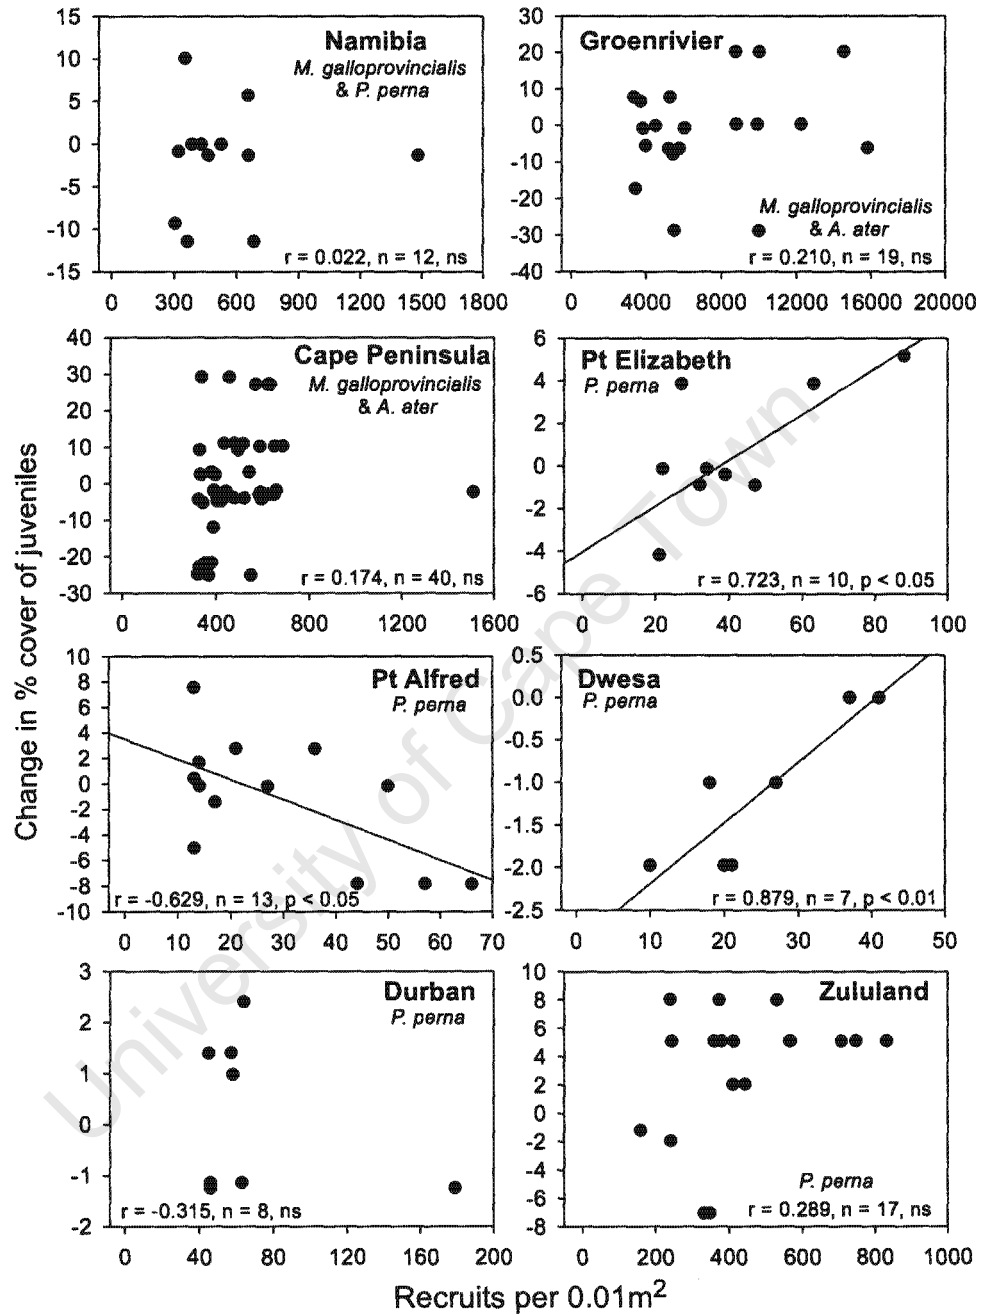 Namibia
M. galloprovincialis
& P. perna
r = 0.022, n = 12, ns
15
10
5
0
-5
-10
-15
0 300 600 900 1200 1500 1800
Groenrivier
M. galloprovincialis
& A. ater
r = 0.210, n = 19, ns
30
20
10
0
-10
-20
-30
-40
0 4000 8000 12000 16000 20000
Cape Peninsula
M. galloprovincialis
& A. ater
r = 0.174, n = 40, ns
40
30
20
10
0
-10
-20
-30
0 400 800 1200 1600
Pt Elizabeth
P. perna
r = 0.723, n = 10, p < 0.05
6
4
2
0
-2
-4
-6
0 20 40 60 80 100
Pt Alfred
P. perna
r = -0.629, n = 13, p < 0.05
10
8
6
4
2
0
-2
-4
-6
-8
-10
0 10 20 30 40 50 60 70
Dwesa
P. perna
r = 0.879, n = 7, p < 0.01
0.5
0.0
-0.5
-1.0
-1.5
-2.0
-2.5
0 10 20 30 40 50
Durban
P. perna
r = -0.315, n = 8, ns
3
2
1
0
-1
-2
0 40 80 120 160 200
Zululand
P. perna
r = 0.289, n = 17, ns
10
8
6
4
2
0
-2
-4
-6
-8
0 200 400 600 800 1000
Change in % cover of juveniles
Recruits per 0.01m²
University of Cape Town